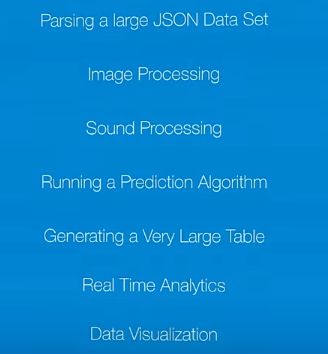 Parsing a large JSON Data Set
Image Processing
Sound Processing
Running a Prediction Algorithm
Generating a Very Large Table
Real Time Analytics
Data Visualization